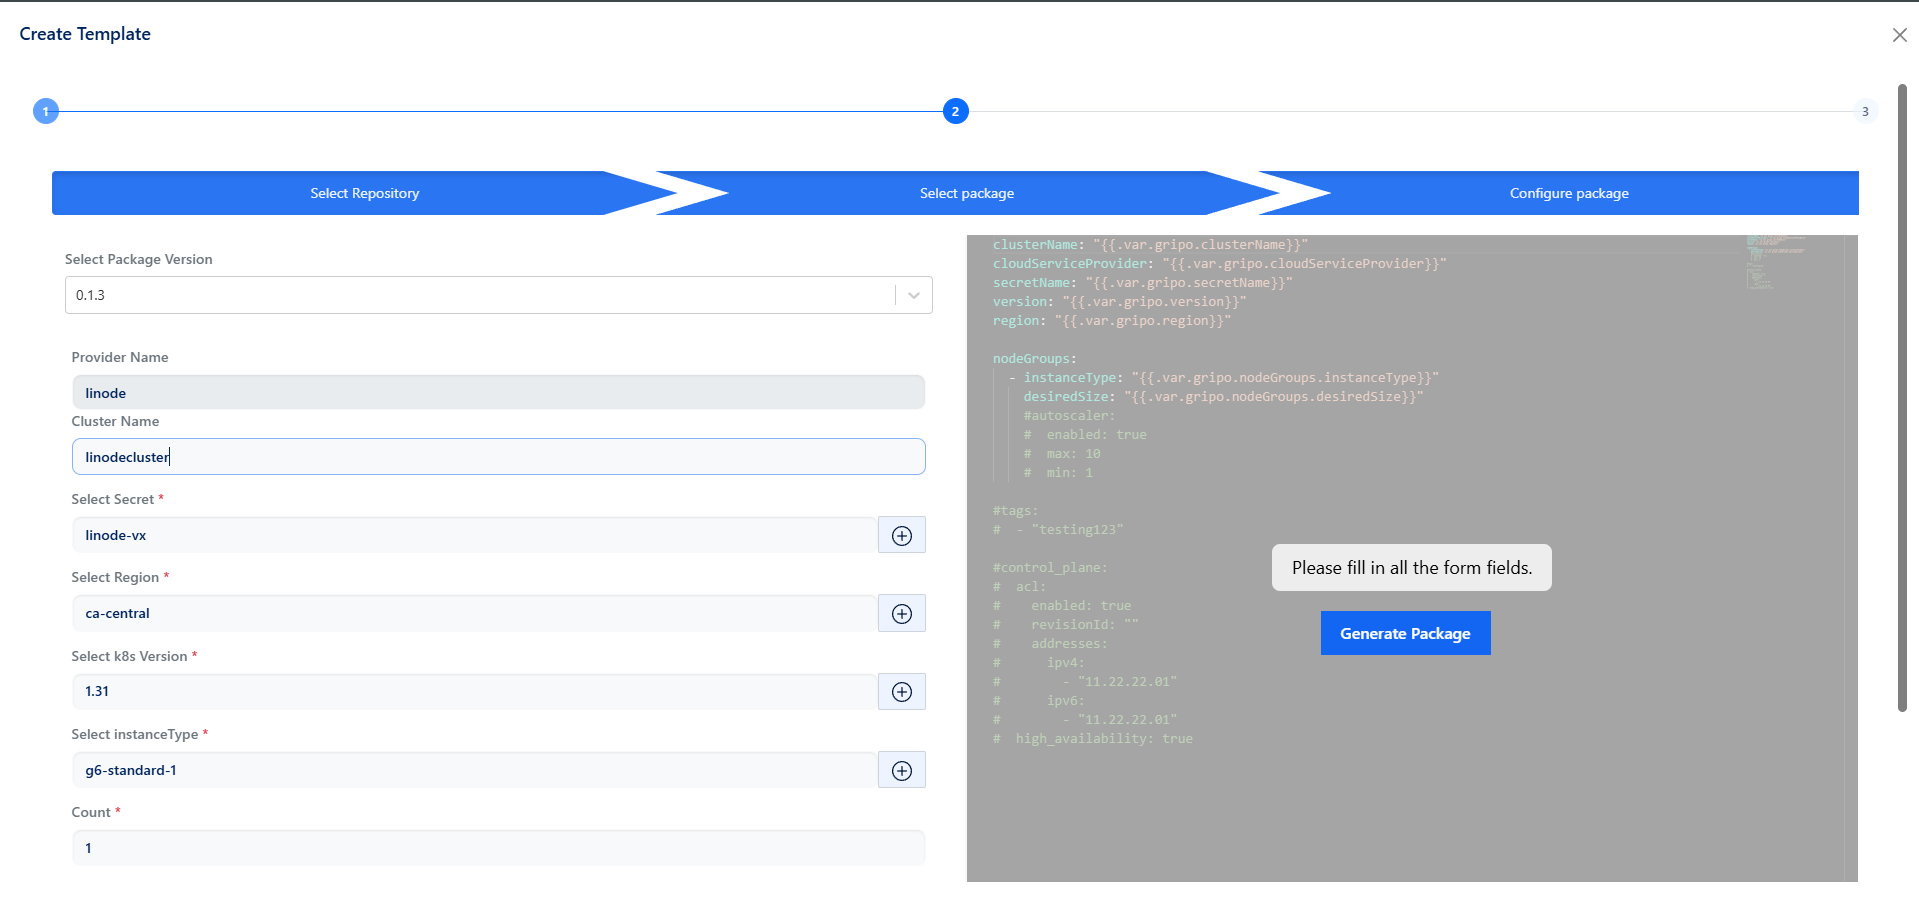 Create Template
1
2
3
Select Repository
Select package
Configure package
Select Package Version
0.1.3
Provider Name
linode
Cluster Name
linodecluster
Select Secret *
linode-vx
Select Region *
ca-central
Select k8s Version *
1.31
Select instanceType *
g6-standard-1
Count *
1
clusterName: "{{.var.gripo.clusterName}}"
cloudServiceProvider: "{{.var.gripo.cloudServiceProvider}}"
secretName: "{{.var.gripo.secretName}}"
version: "{{.var.gripo.version}}"
region: "{{.var.gripo.region}}"
nodeGroups:
- instanceType: "{{.var.gripo.nodeGroups.instanceType}}"
desiredSize: "{{.var.gripo.nodeGroups.desiredSize}}"
#autoscaler:
#  enabled: true
#  max: 10
#  min: 1
#tags:
#  - "testing123"
#control_plane:
#  acl:
#    enabled: true
#    revisionId: ""
#    addresses:
#      ipv4:
#        - "11.22.22.01"
#      ipv6:
#        - "11.22.22.01"
#  high_availability: true
Please fill in all the form fields.
Generate Package